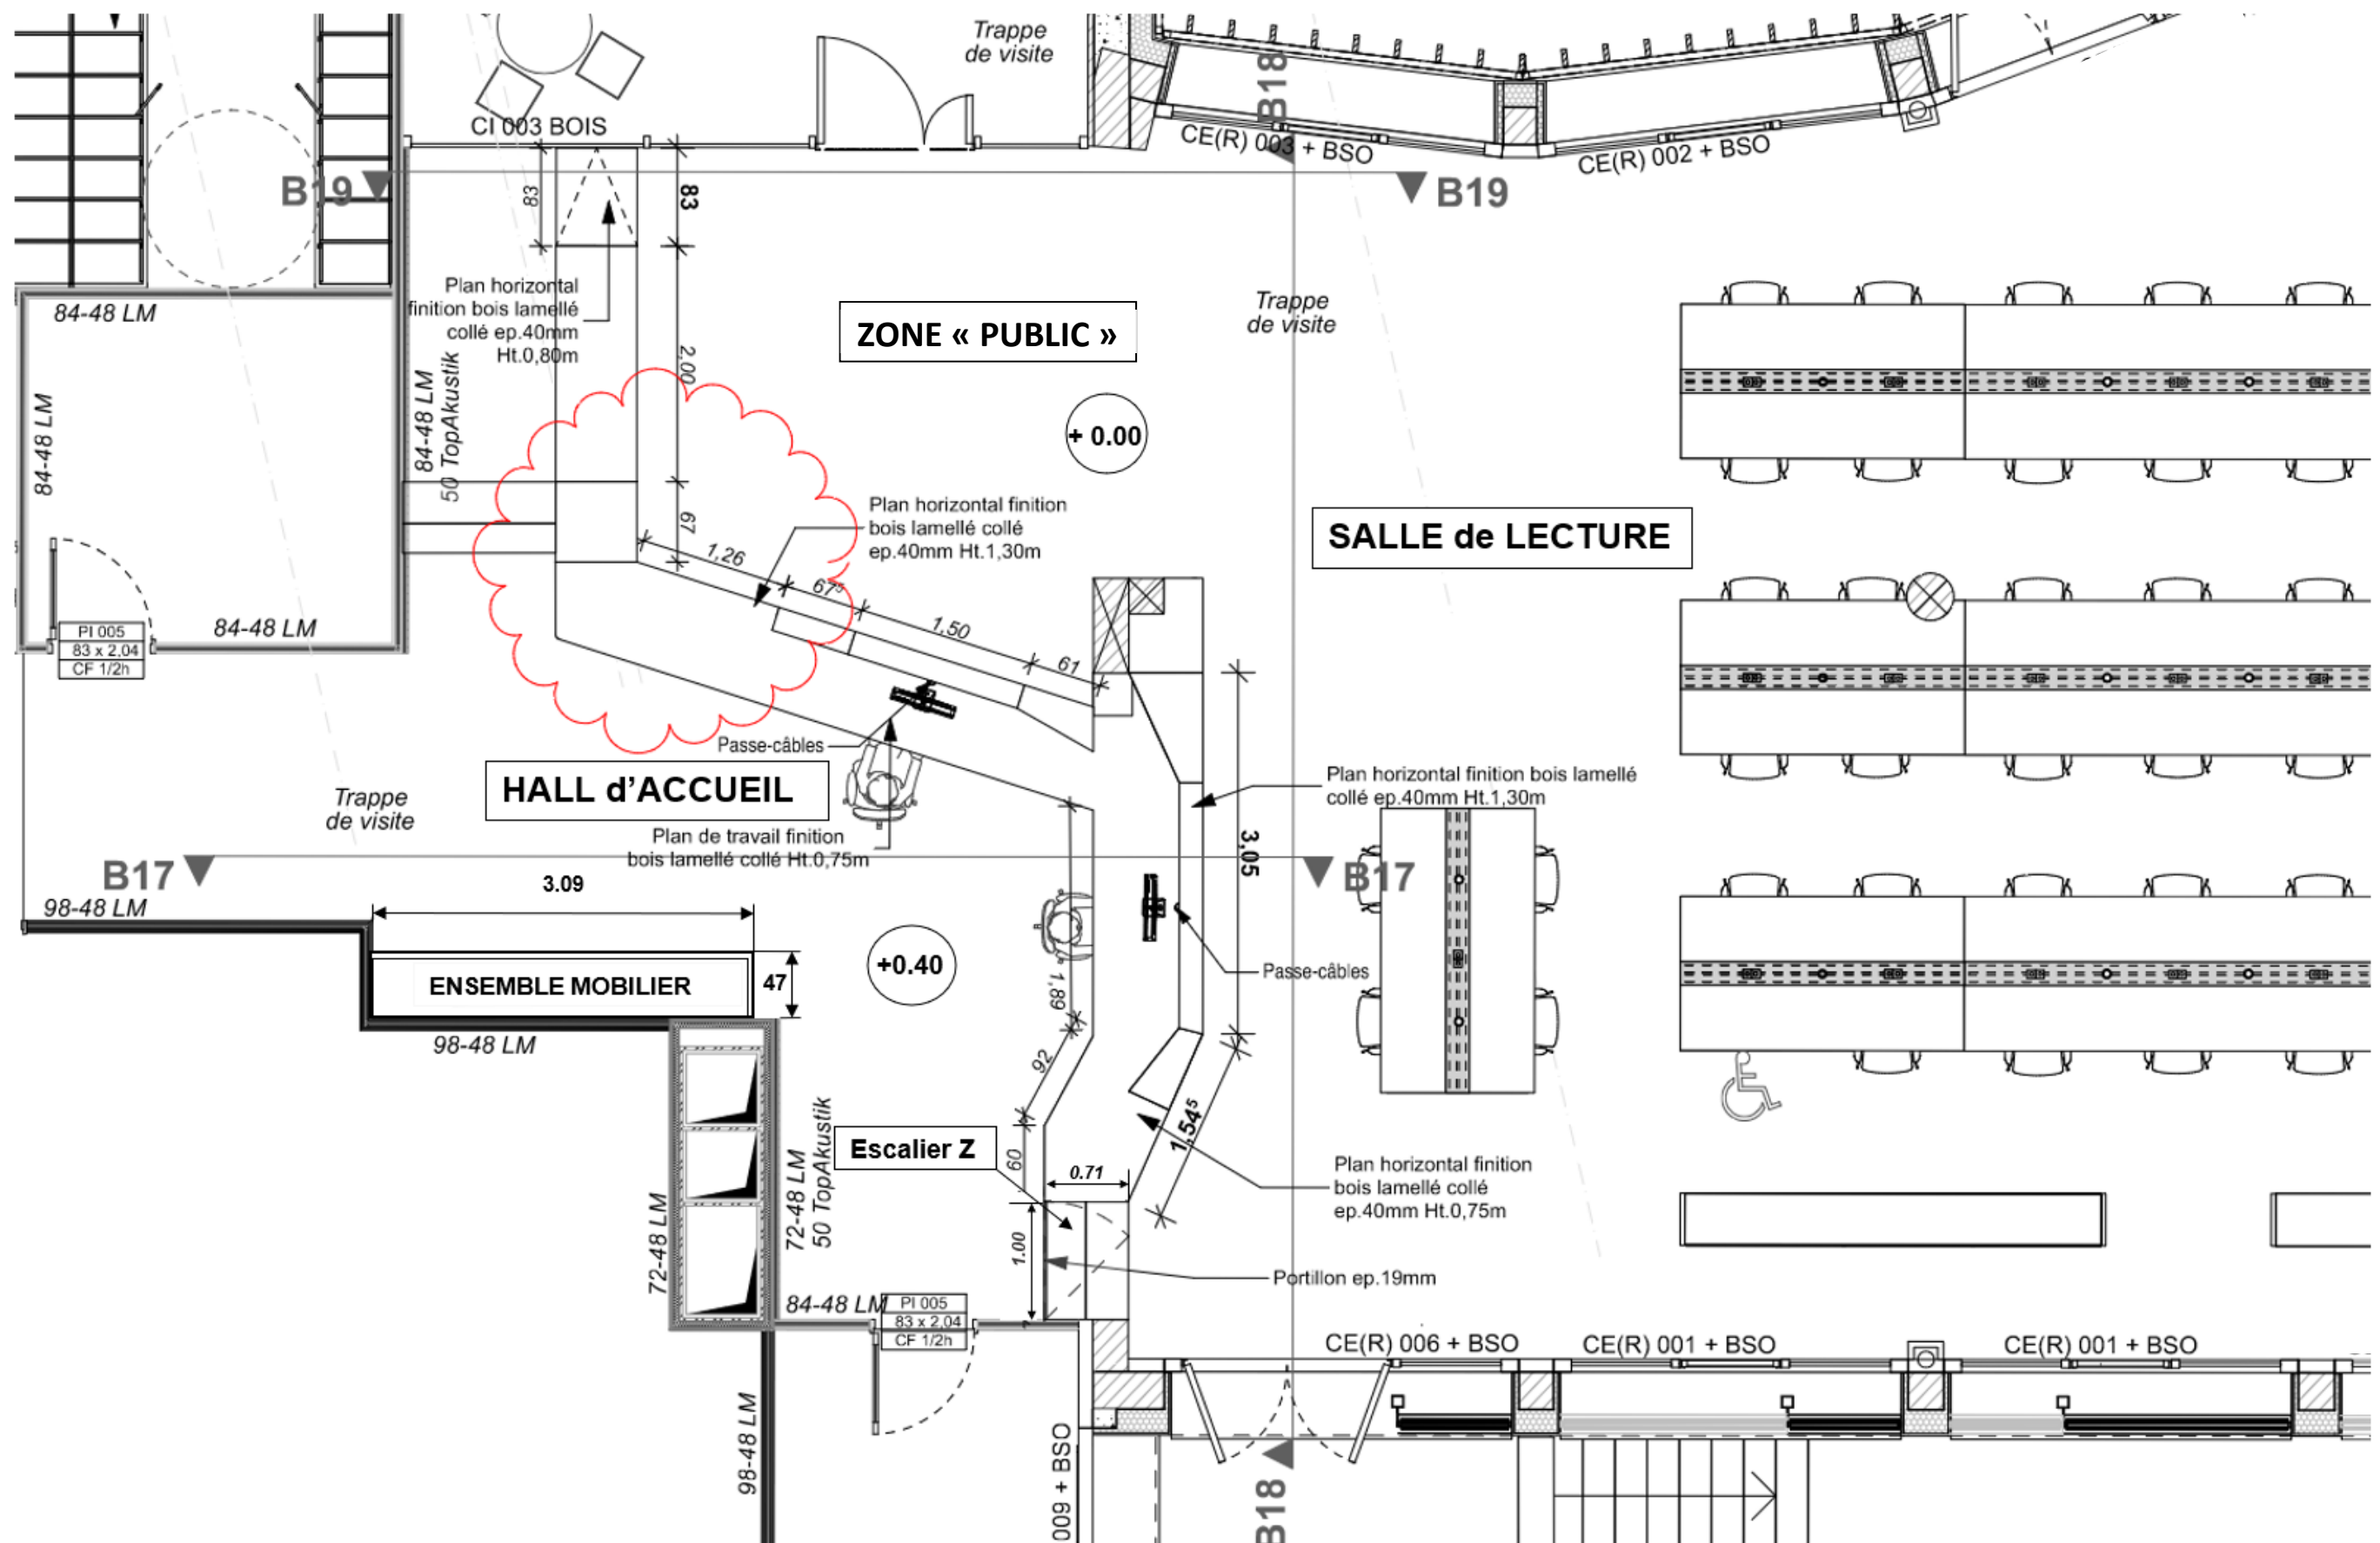 Trappe
de visite
B18
CI 003 BOIS
CE(R) 003 + BSO
CE(R) 002 + BSO
B19
B19
83
83
Plan horizontal
finition bois lamellé
collé ep.40mm
Ht.0,80m
84-48 LM
84-48 LM
84-48 LM
50 TopAkustik
2,00
ZONE « PUBLIC »
Trappe
de visite
+ 0.00
67
1,26
67⁵
1,50
61
Plan horizontal finition
bois lamellé collé
ep.40mm Ht.1,30m
SALLE de LECTURE
PI 005
83 x 2,04
CF 1/2h
84-48 LM
Passe-câbles
HALL d'ACCUEIL
Trappe
de visite
Plan de travail finition
bois lamellé collé Ht.0,75m
Plan horizontal finition bois lamellé
collé ep.40mm Ht.1,30m
3,05
B17
B17
3.09
98-48 LM
ENSEMBLE MOBILIER
47
+0.40
1,89
Passe-câbles
98-48 LM
92
1,54⁵
60
Escalier Z
0.71
Plan horizontal finition
bois lamellé collé
ep.40mm Ht.0,75m
72-48 LM
72-48 LM
50 TopAkustik
1.00
Portillon ep.19mm
84-48 LM
PI 005
83 x 2,04
CF 1/2h
CE(R) 006 + BSO
CE(R) 001 + BSO
CE(R) 001 + BSO
98-48 LM
009 + BSO
B18